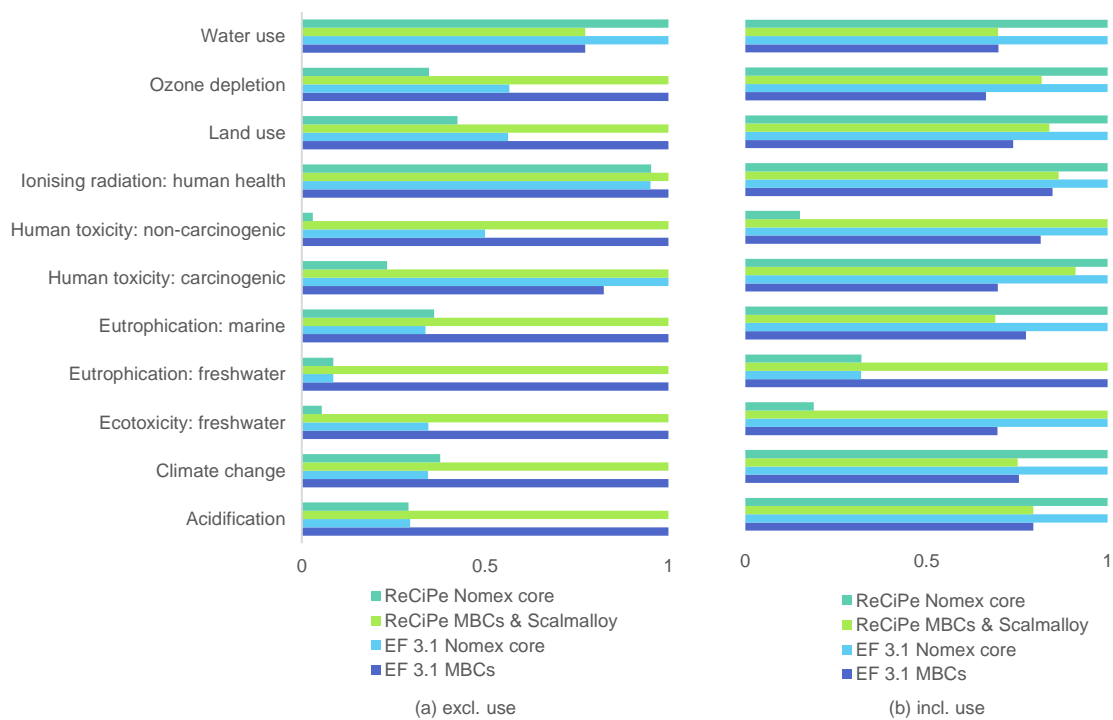 Water use
Ozone depletion
Land use
Ionising radiation: human health
Human toxicity: non-carcinogenic
Human toxicity: carcinogenic
Eutrophication: marine
Eutrophication: freshwater
Ecotoxicity: freshwater
Climate change
Acidification
0 0.5 1
ReCiPe Nomex core
ReCiPe MBCs & Scalmalloy
EF 3.1 Nomex core
EF 3.1 MBCs
(a) excl. use
0 0.5 1
ReCiPe Nomex core
ReCiPe MBCs & Scalmalloy
EF 3.1 Nomex core
EF 3.1 MBCs
(b) incl. use